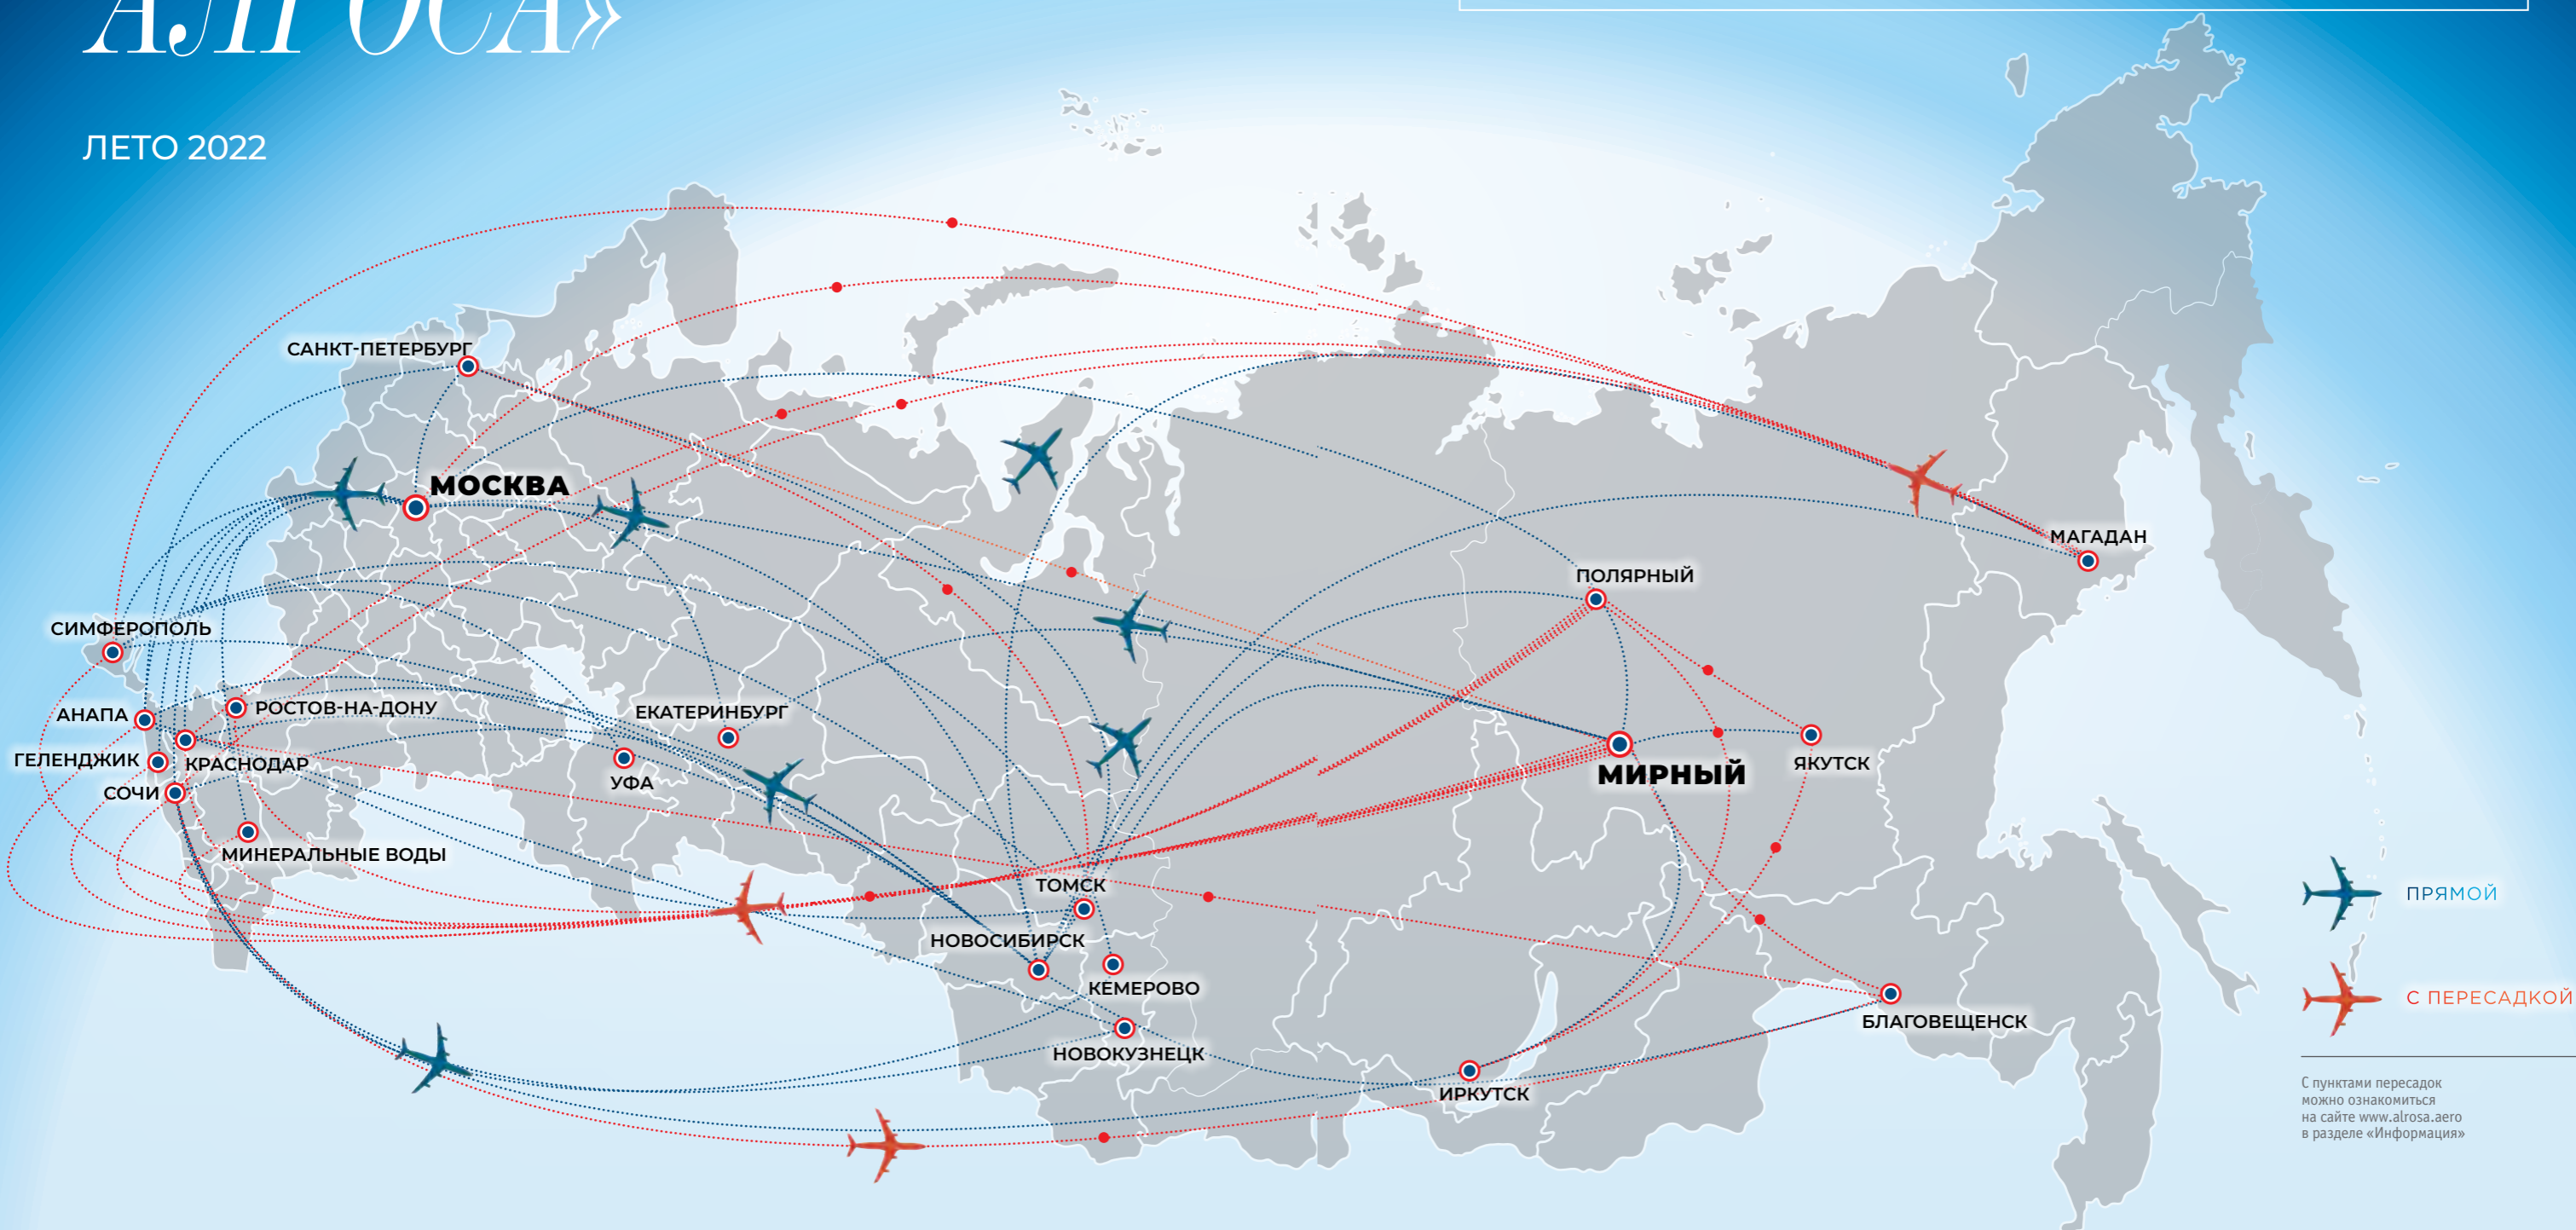 АЛРОСА»
ЛЕТО 2022
САНКТ-ПЕТЕРБУРГ
МОСКВА
МАГАДАН
ПОЛЯРНЫЙ
СИМФЕРОПОЛЬ
АНАПА
РОСТОВ-НА-ДОНУ
ЕКАТЕРИНБУРГ
ГЕЛЕНДЖИК
КРАСНОДАР
УФА
МИРНЫЙ
ЯКУТСК
СОЧИ
МИНЕРАЛЬНЫЕ ВОДЫ
ТОМСК
ПРЯМОЙ
НОВОСИБИРСК
КЕМЕРОВО
С ПЕРЕСАДКОЙ
БЛАГОВЕЩЕНСК
НОВОКУЗНЕЦК
ИРКУТСК
С пунктами пересадок
можно ознакомиться
на сайте www.alrosa.aero
в разделе «Информация»